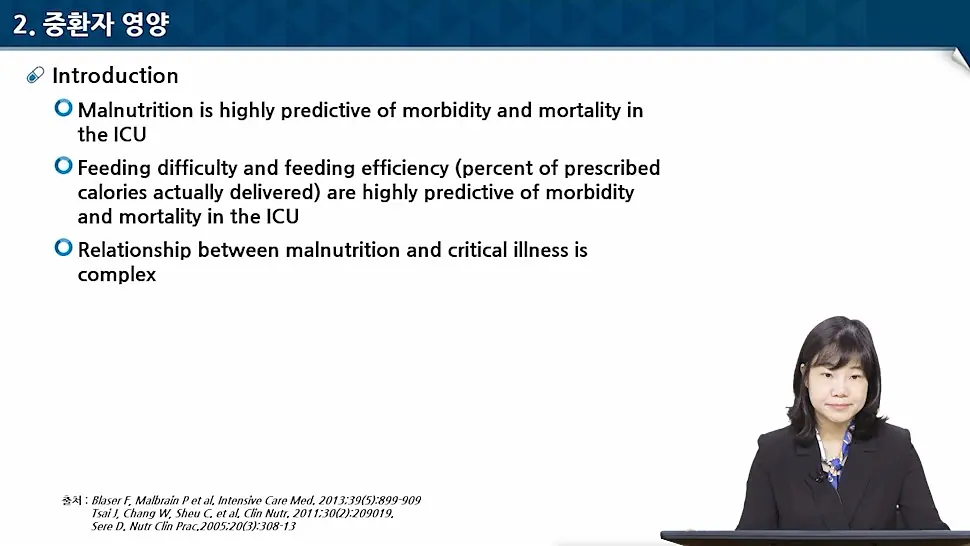 2. 중환자 영양
Introduction
Malnutrition is highly predictive of morbidity and mortality in
the ICU
Feeding difficulty and feeding efficiency (percent of prescribed
calories actually delivered) are highly predictive of morbidity
and mortality in the ICU
Relationship between malnutrition and critical illness is
complex
출처 : Blaser F, Malbrain P et al. Intensive Care Med. 2013;39(5):899-909
Tsai J, Chang W, Sheu C, et al. Clin Nutr. 2011;30(2):209019.
Sere D. Nutr Clin Prac.2005;20(3):308-13